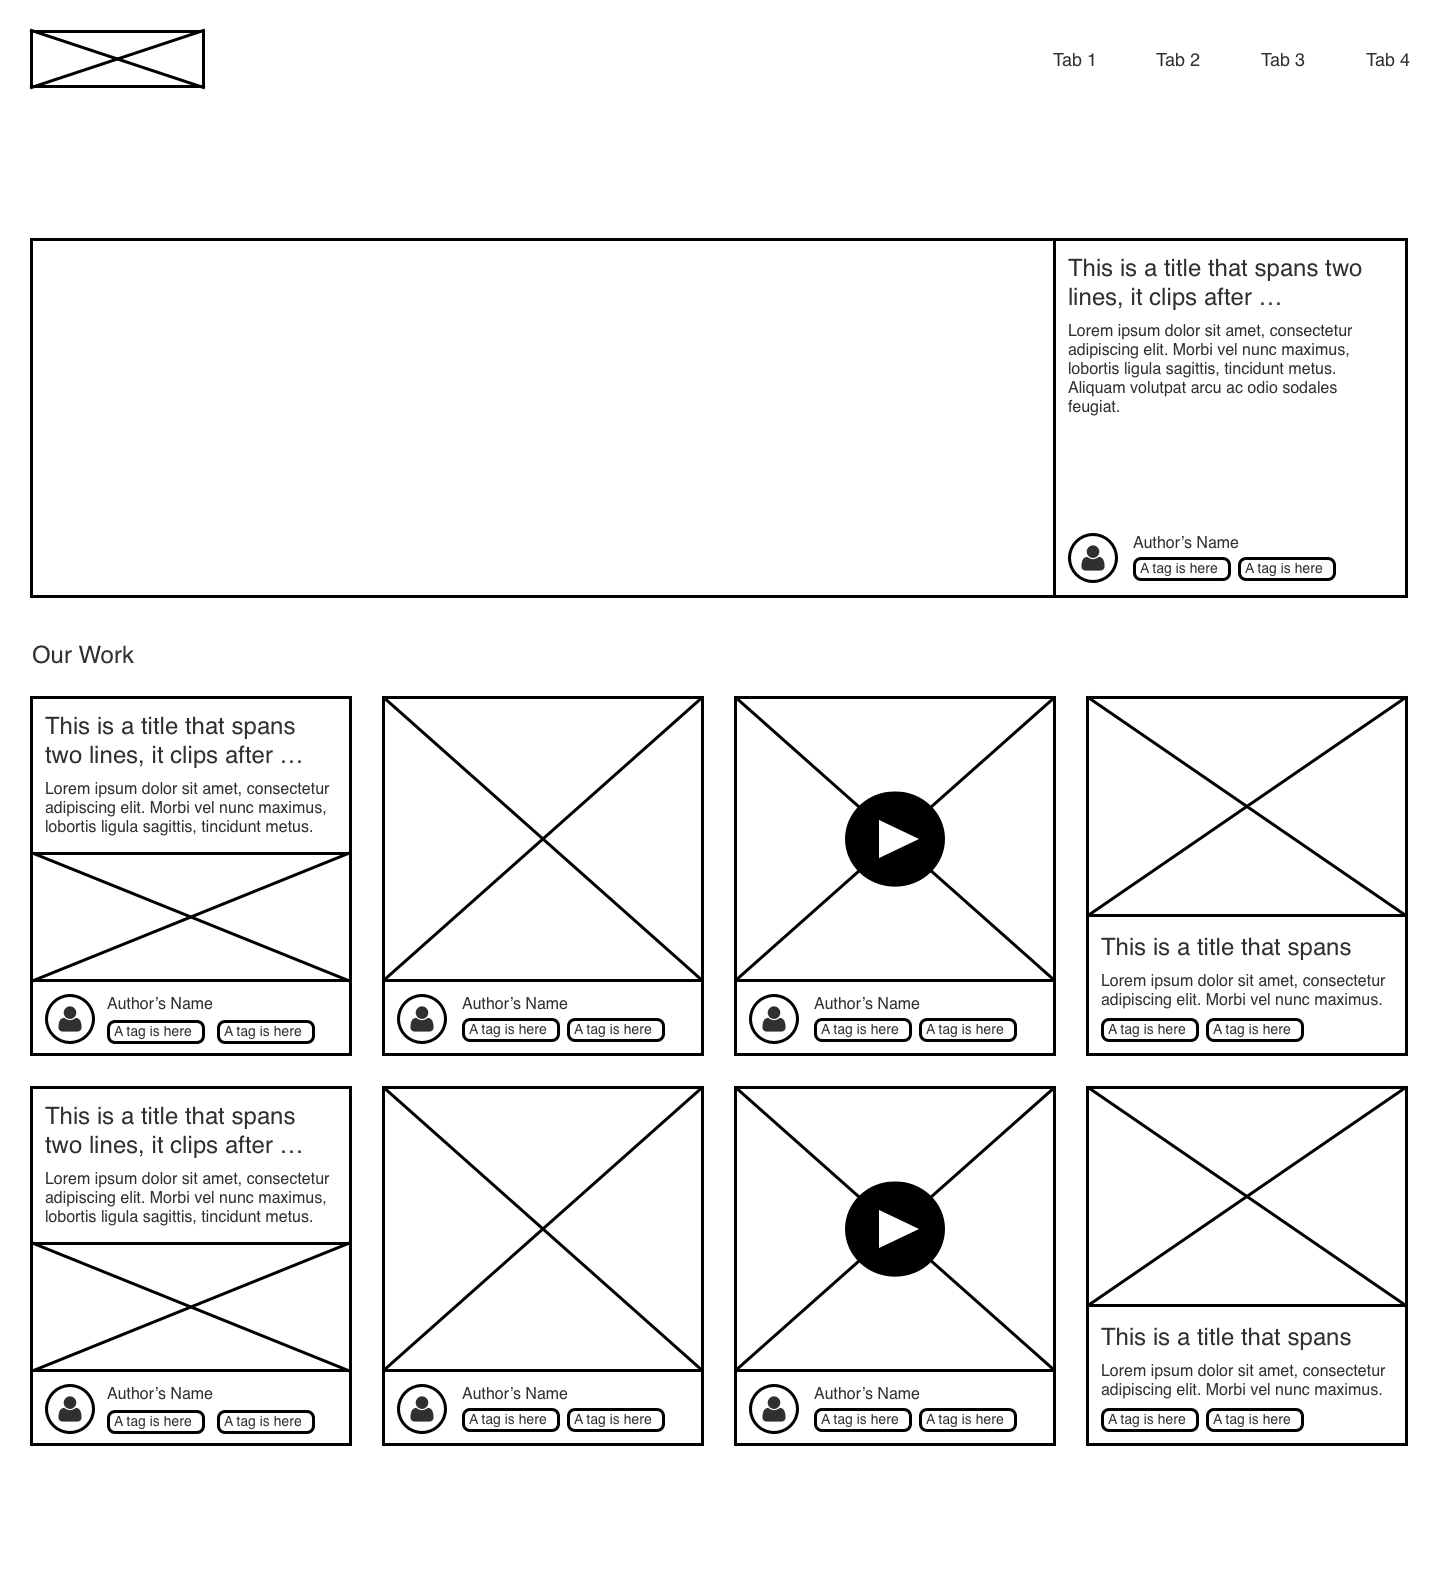 Tab 1
Tab 2
Tab 3
Tab 4
This is a title that spans two
lines, it clips after …
Lorem ipsum dolor sit amet, consectetur
adipiscing elit. Morbi vel nunc maximus,
lobortis ligula sagittis, tincidunt metus.
Aliquam volutpat arcu ac odio sodales
feugiat.
Author’s Name
A tag is here
A tag is here
Our Work
This is a title that spans
two lines, it clips after …
Lorem ipsum dolor sit amet, consectetur
adipiscing elit. Morbi vel nunc maximus,
lobortis ligula sagittis, tincidunt metus.
Author’s Name
A tag is here
A tag is here
Author’s Name
A tag is here
A tag is here
Author’s Name
A tag is here
A tag is here
This is a title that spans
Lorem ipsum dolor sit amet, consectetur
adipiscing elit. Morbi vel nunc maximus.
A tag is here
A tag is here
This is a title that spans
two lines, it clips after …
Lorem ipsum dolor sit amet, consectetur
adipiscing elit. Morbi vel nunc maximus,
lobortis ligula sagittis, tincidunt metus.
Author’s Name
A tag is here
A tag is here
Author’s Name
A tag is here
A tag is here
Author’s Name
A tag is here
A tag is here
This is a title that spans
Lorem ipsum dolor sit amet, consectetur
adipiscing elit. Morbi vel nunc maximus.
A tag is here
A tag is here